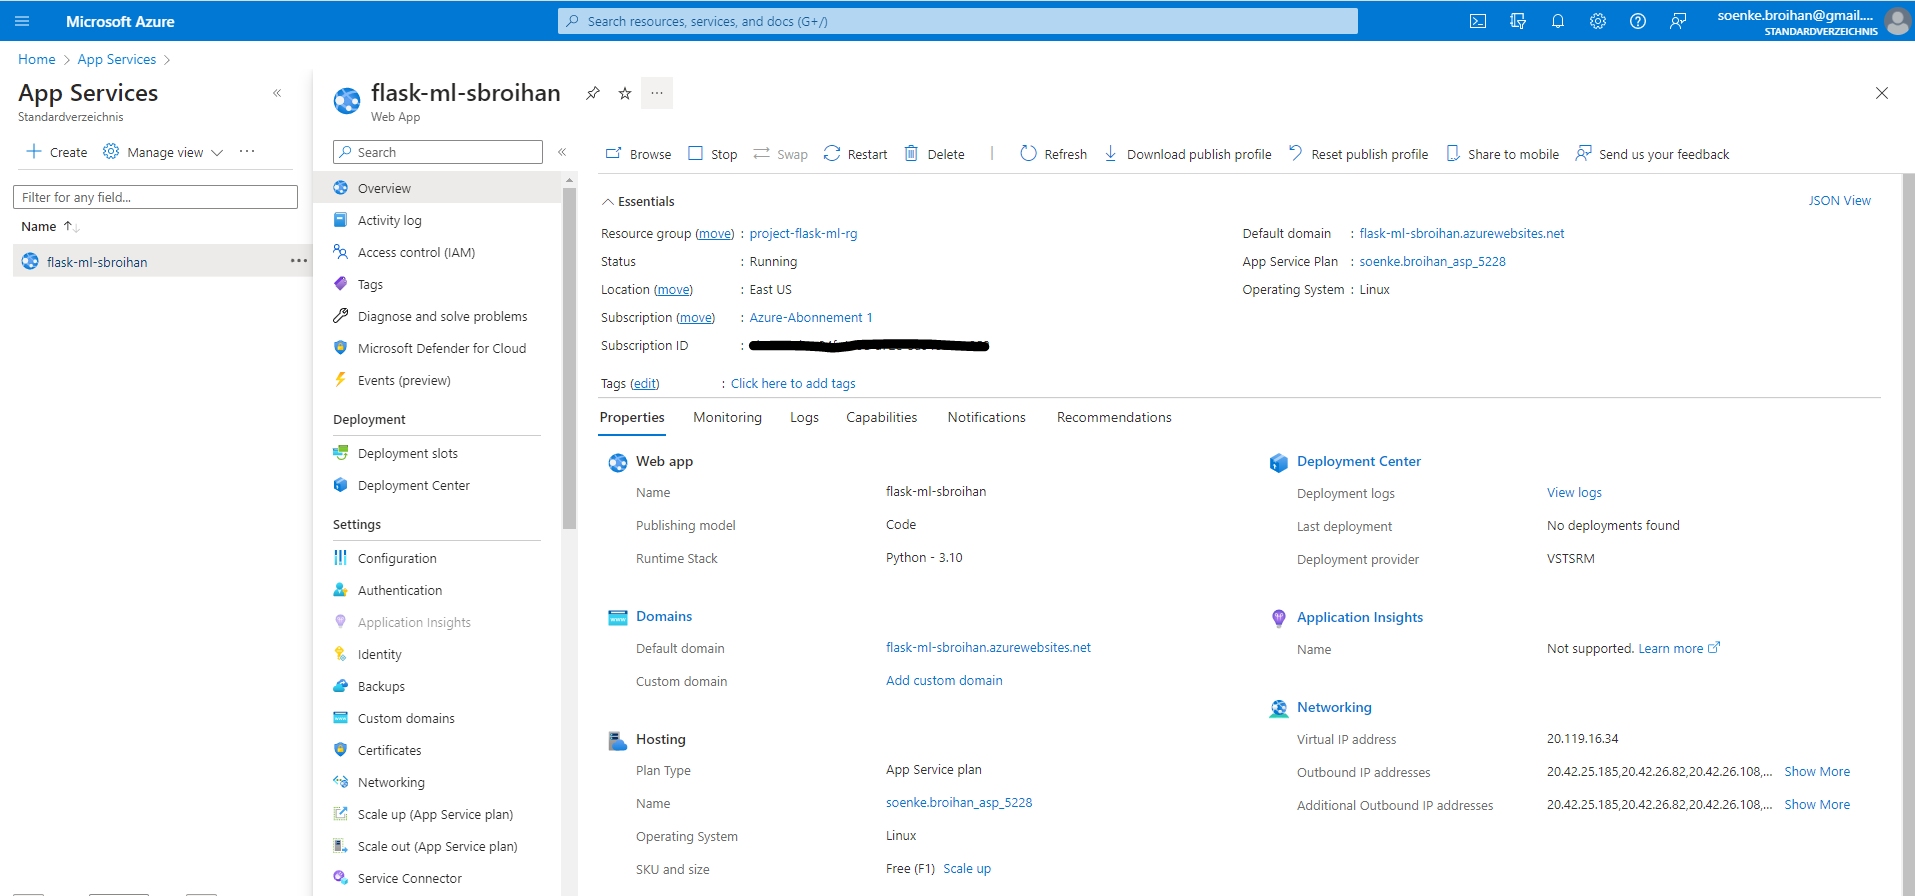 Microsoft Azure
Search resources, services, and docs (G+/)
soenke.broihan@gmail....
STANDARDVERZEICHNIS
Home > App Services >
App Services
Standardverzeichnis
Create Manage view ...
Filter for any field...
Name
flask-ml-sbroihan ...
flask-ml-sbroihan
Web App
Search
Overview
Activity log
Access control (IAM)
Tags
Diagnose and solve problems
Microsoft Defender for Cloud
Events (preview)
Deployment
Deployment slots
Deployment Center
Settings
Configuration
Authentication
Application Insights
Identity
Backups
Custom domains
Certificates
Networking
Scale up (App Service plan)
Scale out (App Service plan)
Service Connector
Browse Stop Swap Restart Delete Refresh Download publish profile Reset publish profile Share to mobile Send us your feedback
Essentials
JSON View
Resource group (move) : project-flask-ml-rg
Status : Running
Location (move) : East US
Subscription (move) : Azure-Abonnement 1
Subscription ID :
Default domain : flask-ml-sbroihan.azurewebsites.net
App Service Plan : soenke.broihan_asp_5228
Operating System : Linux
Tags (edit) : Click here to add tags
Properties Monitoring Logs Capabilities Notifications Recommendations
Web app
Name flask-ml-sbroihan
Publishing model Code
Runtime Stack Python - 3.10
Domains
Default domain flask-ml-sbroihan.azurewebsites.net
Custom domain Add custom domain
Hosting
Plan Type App Service plan
Name soenke.broihan_asp_5228
Operating System Linux
SKU and size Free (F1) Scale up
Deployment Center
Deployment logs View logs
Last deployment No deployments found
Deployment provider VSTSRM
Application Insights
Name Not supported. Learn more
Networking
Virtual IP address 20.119.16.34
Outbound IP addresses 20.42.25.185,20.42.26.82,20.42.26.108,... Show More
Additional Outbound IP addresses 20.42.25.185,20.42.26.82,20.42.26.108,... Show More